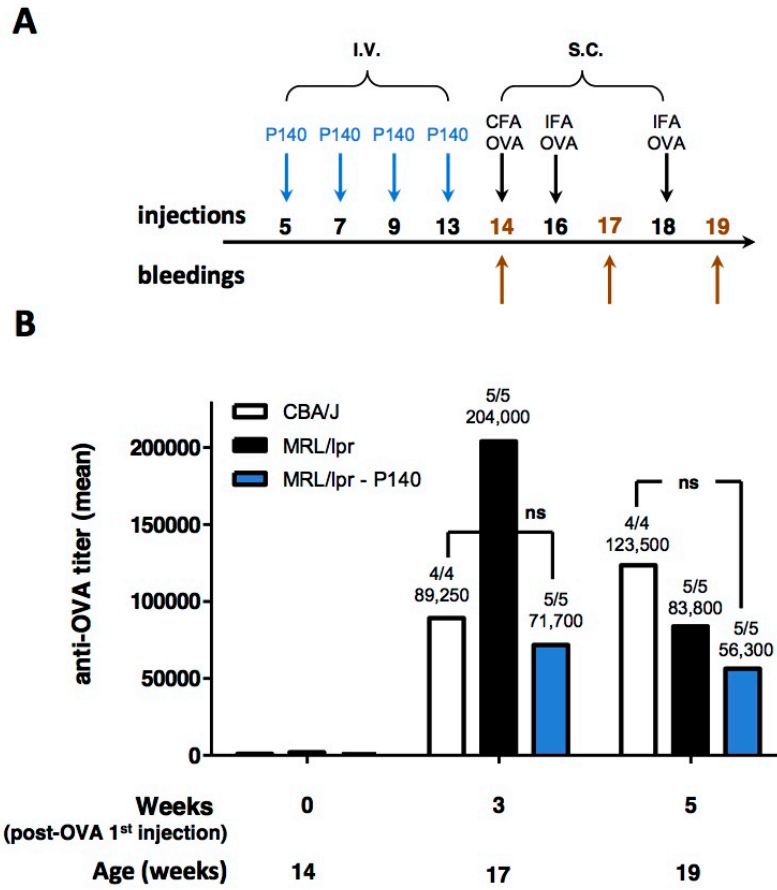 A
I.V. S.C.
P140 P140 P140 P140 CFA IFA IFA
OVA OVA OVA
injections
5 7 9 13 14 16 17 18 19
bleedings
B
CBA/J
MRL/lpr
MRL/lpr - P140
anti-OVA titer (mean)
200000
150000
100000
50000
0
4/4
89,250
5/5
204,000
5/5
71,700
ns
4/4
123,500
5/5
83,800
5/5
56,300
ns
Weeks 0 3 5
(post-OVA 1st injection)
Age (weeks) 14 17 19